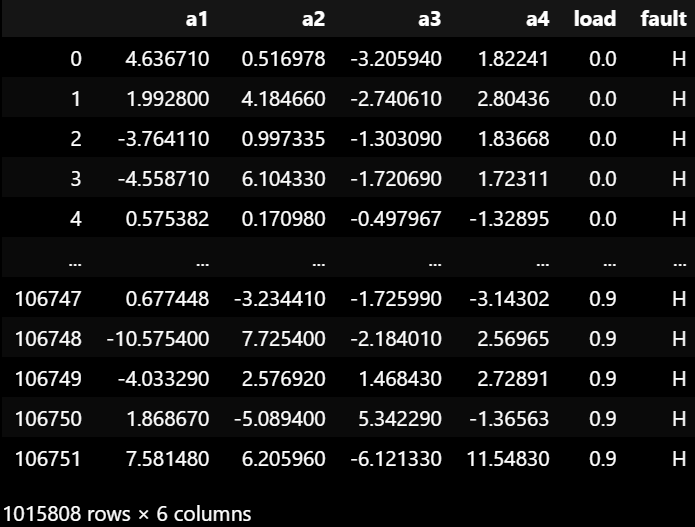 a1 a2 a3 a4 load fault
0 4.636710 0.516978 -3.205940 1.82241 0.0 H
1 1.992800 4.184660 -2.740610 2.80436 0.0 H
2 -3.764110 0.997335 -1.303090 1.83668 0.0 H
3 -4.558710 6.104330 -1.720690 1.72311 0.0 H
4 0.575382 0.170980 -0.497967 -1.32895 0.0 H
... ... ... ... ... ... ...
106747 0.677448 -3.234410 -1.725990 -3.14302 0.9 H
106748 -10.575400 7.725400 -2.184010 2.56965 0.9 H
106749 -4.033290 2.576920 1.468430 2.72891 0.9 H
106750 1.868670 -5.089400 5.342290 -1.36563 0.9 H
106751 7.581480 6.205960 -6.121330 11.54830 0.9 H
1015808 rows × 6 columns